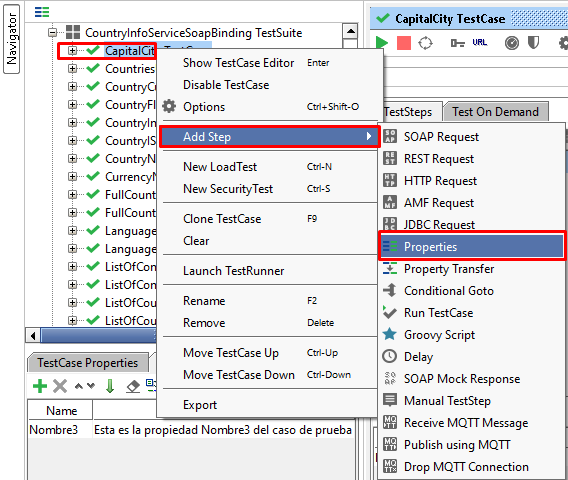 Navigator
CountryInfoServiceSoapBinding TestSuite
CapitalCity TestCase
Countries
CountryCu
CountryFl
CountryIn
CountryIS
CountryN
CurrencyN
FullCount
FullCount
Language
Language
ListOfCon
ListOfCou
ListOfCou
ListOfCou
Show TestCase Editor Enter
Disable TestCase
Options Ctrl+Shift-O
Add Step
New LoadTest Ctrl-N
New SecurityTest Ctrl-S
Clone TestCase F9
Clear
Launch TestRunner
Rename F2
Remove Delete
Move TestCase Up Ctrl-Up
Move TestCase Down Ctrl-Down
Export
CapitalCity TestCase
URL
TestSteps Test On Demand
SOAP Request
REST Request
HTTP Request
AMF Request
JDBC Request
Properties
Property Transfer
Conditional Goto
Run TestCase
Groovy Script
Delay
SOAP Mock Response
Manual TestStep
Receive MQTT Message
Publish using MQTT
Drop MQTT Connection
TestCase Properties
Name
Nombre3 Esta es la propiedad Nombre3 del caso de prueba